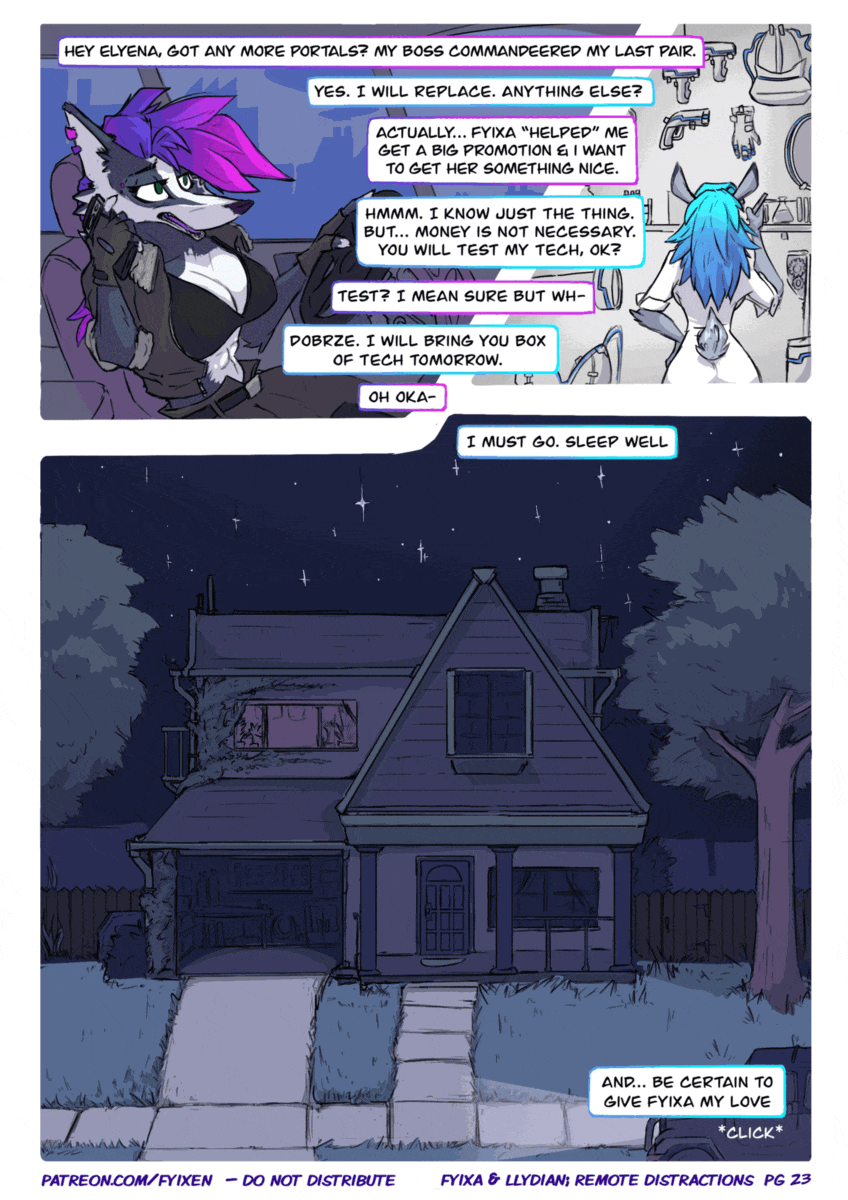 HEY ELYENA, GOT ANY MORE PORTALS? MY BOSS COMMANDEERED MY LAST PAIR.
YES. I WILL REPLACE. ANYTHING ELSE?
ACTUALLY... FYIXA "HELPED" ME
GET A BIG PROMOTION & I WANT
TO GET HER SOMETHING NICE.
HMMM. I KNOW JUST THE THING.
BUT... MONEY IS NOT NECESSARY.
YOU WILL TEST MY TECH, OK?
TEST? I MEAN SURE BUT WH-
DOBRZE. I WILL BRING YOU BOX
OF TECH TOMORROW.
OH OKA-
I MUST GO. SLEEP WELL
AND... BE CERTAIN TO
GIVE FYIXA MY LOVE
*CLICK*
PATREON.COM/FYIXEN - DO NOT DISTRIBUTE
FYIXA & LLYDIAN; REMOTE DISTRACTIONS PG 23